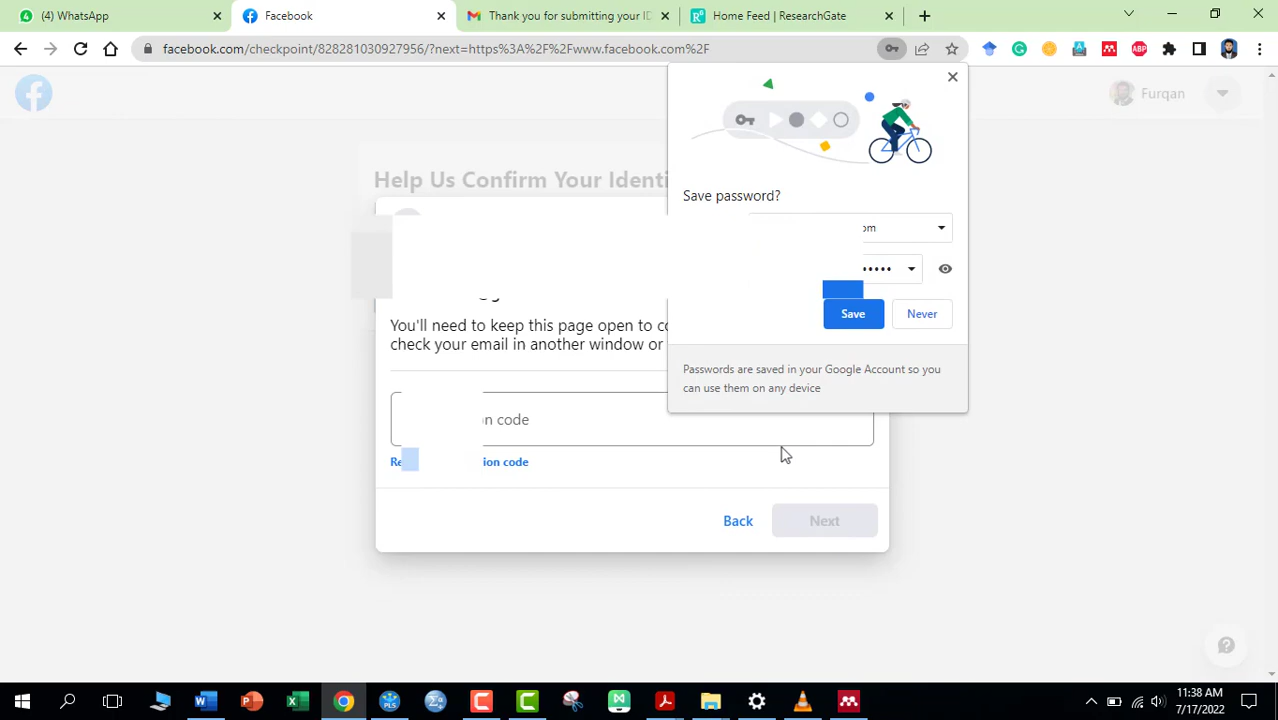 (4) WhatsApp
Facebook
Thank you for submitting your ID
Home Feed | ResearchGate
facebook.com/checkpoint/828281030927956/?next=https%3A%2F%2Fwww.facebook.com%2F
Furqan
Help Us Confirm Your Identi
Save password?
om
Save
Never
You'll need to keep this page open to co
check your email in another window or
Passwords are saved in your Google Account so you
can use them on any device
n code
Re ion code
Back
Next
11:38 AM
7/17/2022